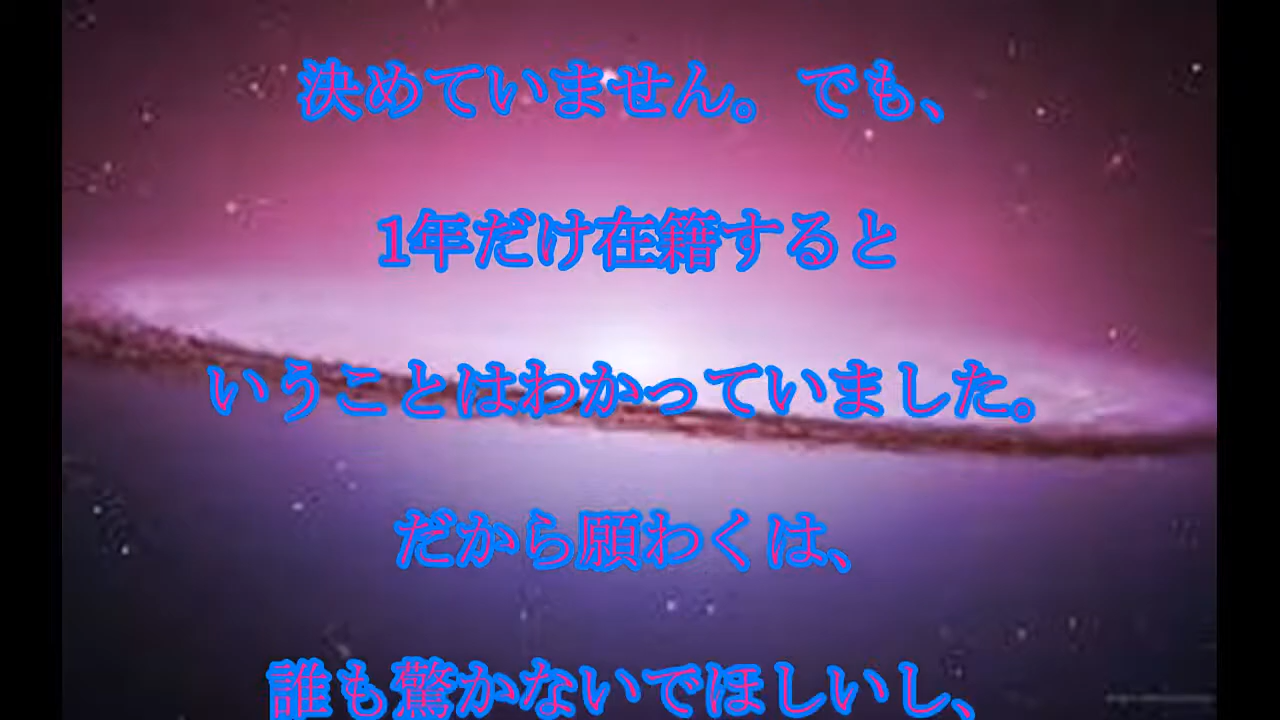 決めていません。 でも、
1年だけ在籍すると
いうことはわかっていました。
だから願わくは、
誰も驚かないでほしいし、